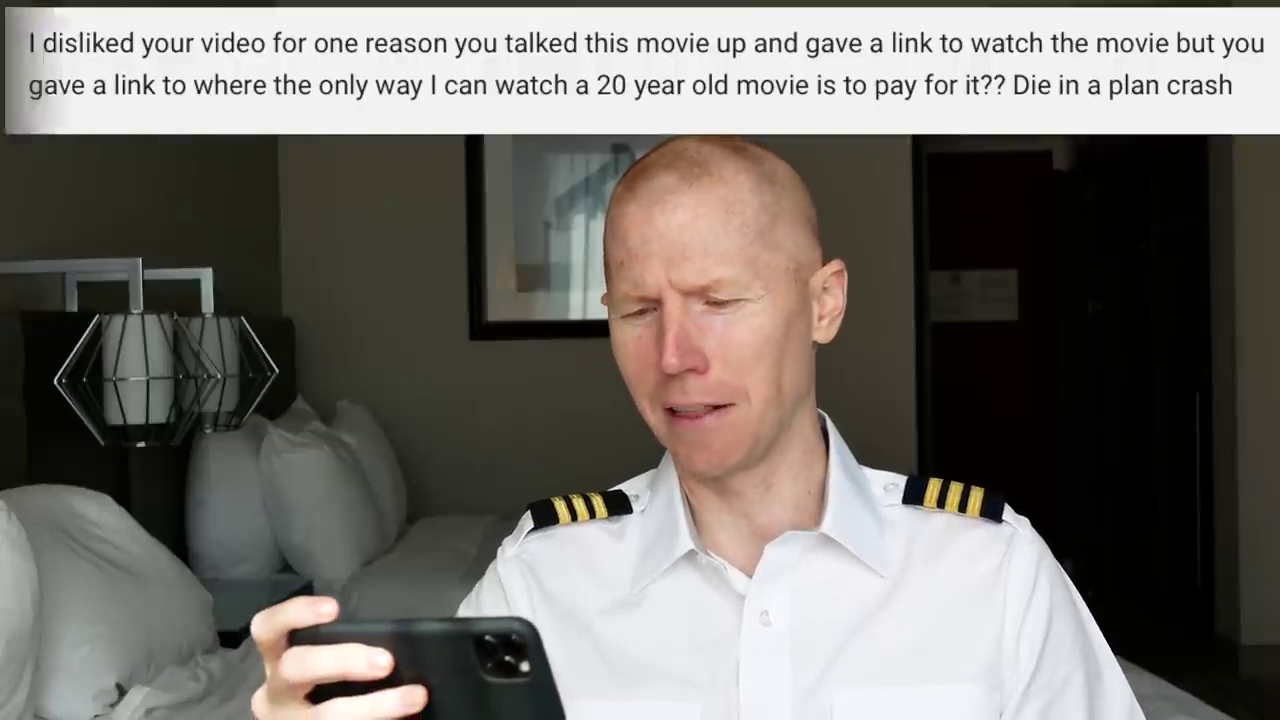 I disliked your video for one reason you talked this movie up and gave a link to watch the movie but you
gave a link to where the only way I can watch a 20 year old movie is to pay for it?? Die in a plan crash